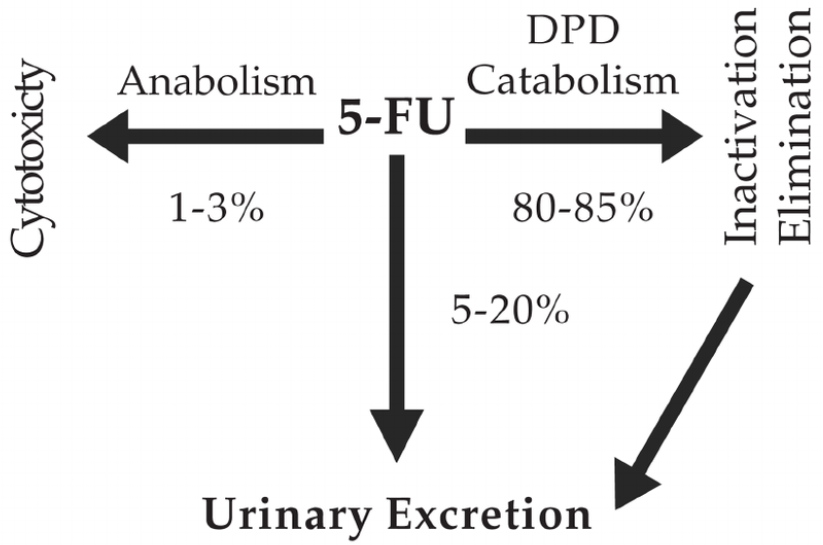 Cytotoxicty
Anabolism
1-3%
5-FU
DPD
Catabolism
80-85%
Inactivation
Elimination
5-20%
Urinary Excretion